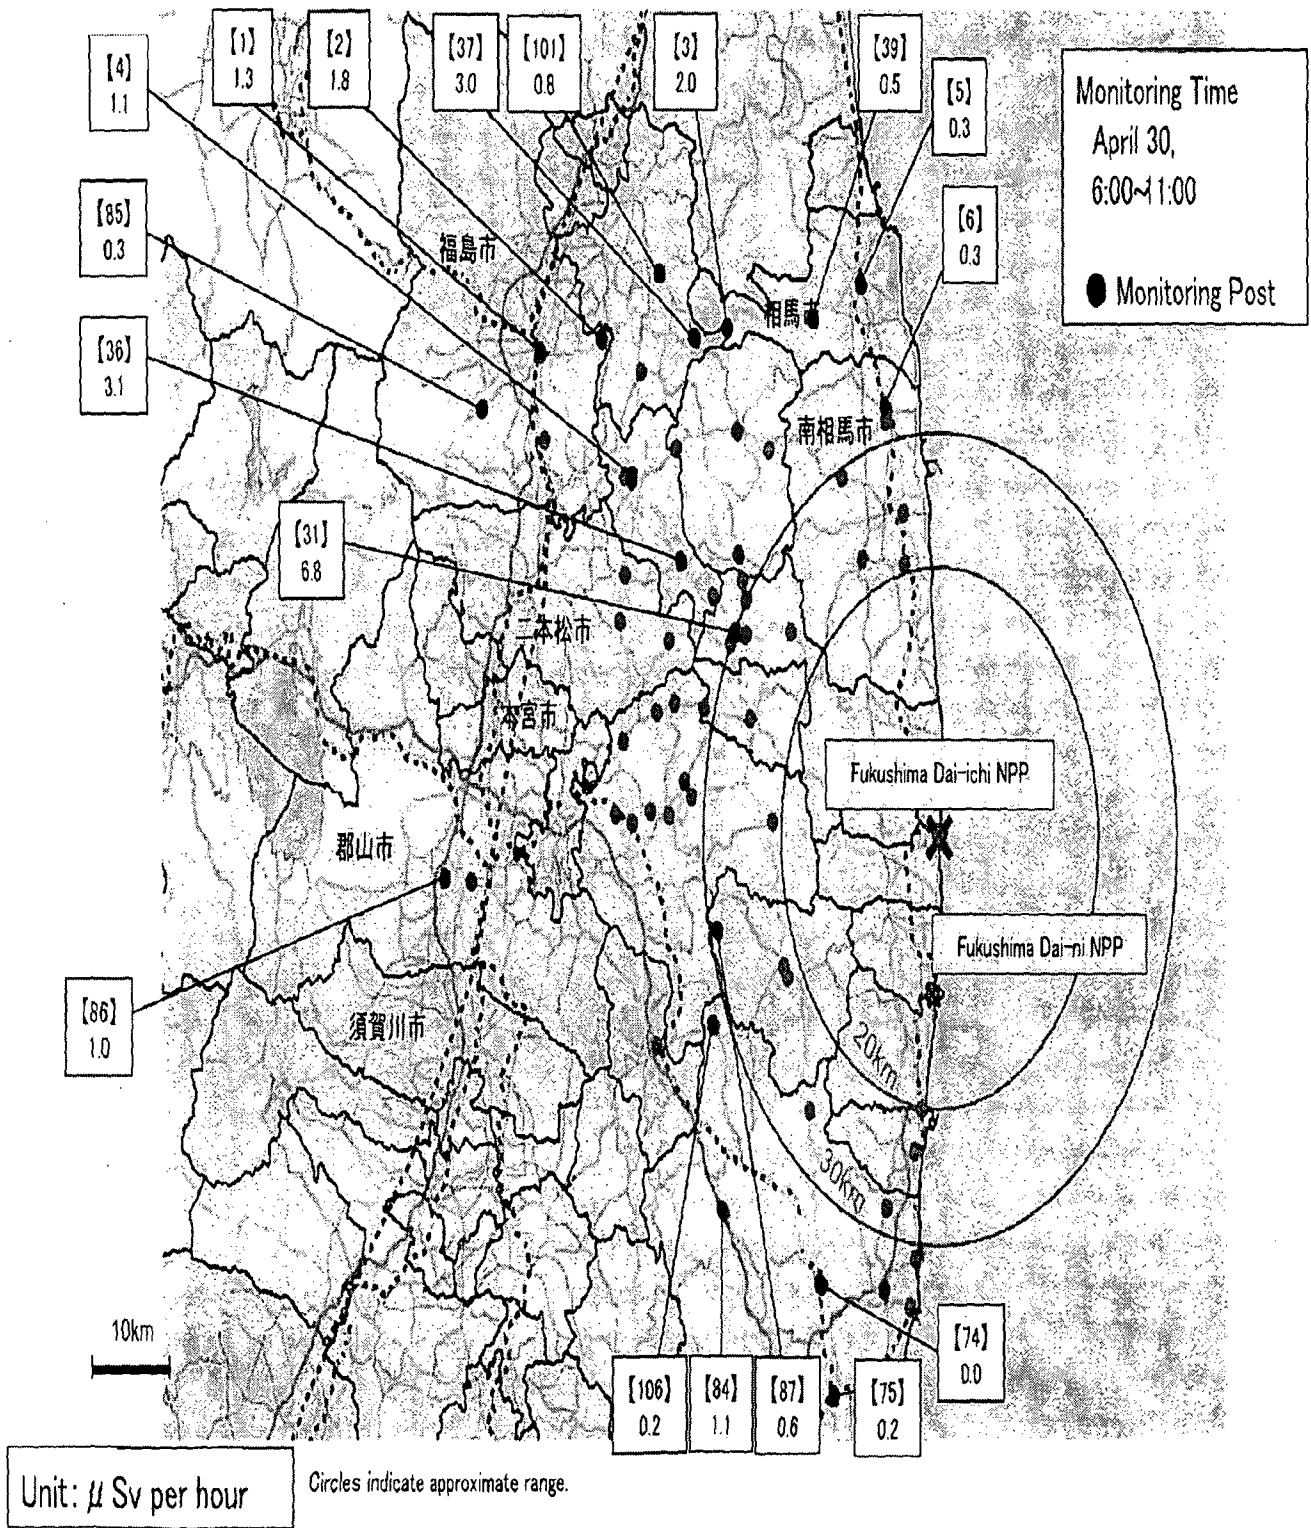 【4】
1.1
【1】
1.3
【2】
1.8
【37】
3.0
【101】
0.8
【3】
2.0
【39】
0.5
【5】
0.3
Monitoring Time
April 30,
6:00~11:00
Monitoring Post
【85】
0.3
【6】
0.3
福島市
相馬市
【36】
3.1
南相馬市
【31】
6.8
二本松市
本宮市
Fukushima Dai-ichi NPP
郡山市
Fukushima Dai-ni NPP
【86】
1.0
須賀川市
20km
30km
10km
【74】
0.0
【106】
0.2
【84】
1.1
【87】
0.6
【75】
0.2
Unit: μ Sv per hour
Circles indicate approximate range.